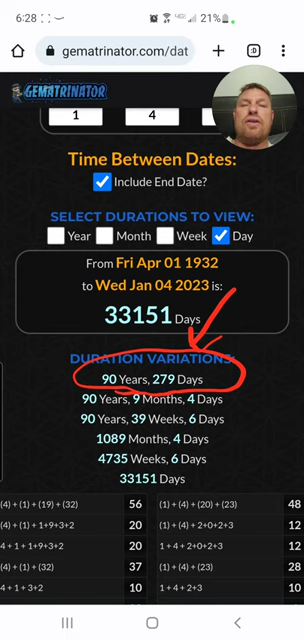 6:28
21%
gematrinator.com/dat
:D
GEMATRINATOR
1 4
Time Between Dates:
Include End Date?
SELECT DURATIONS TO VIEW:
Year Month Week Day
From Fri Apr 01 1932
to Wed Jan 04 2023 is:
33151 Days
DURATION VARIATIONS:
90 Years, 279 Days
90 Years, 9 Months, 4 Days
90 Years, 39 Weeks, 6 Days
1089 Months, 4 Days
4735 Weeks, 6 Days
33151 Days
(4) + (1) + (19) + (32) 56 (1) + (4) + (20) + (23) 48
(4) + (1) + 1+9+3+2 20 (1) + (4) + 2+0+2+3 12
4 + 1 + 1+9+3+2 20 1 + 4 + 2+0+2+3 12
(4) + (1) + (32) 37 (1) + (4) + (23) 28
4 + 1 + 3+2 10 1 + 4 + 2+3 10